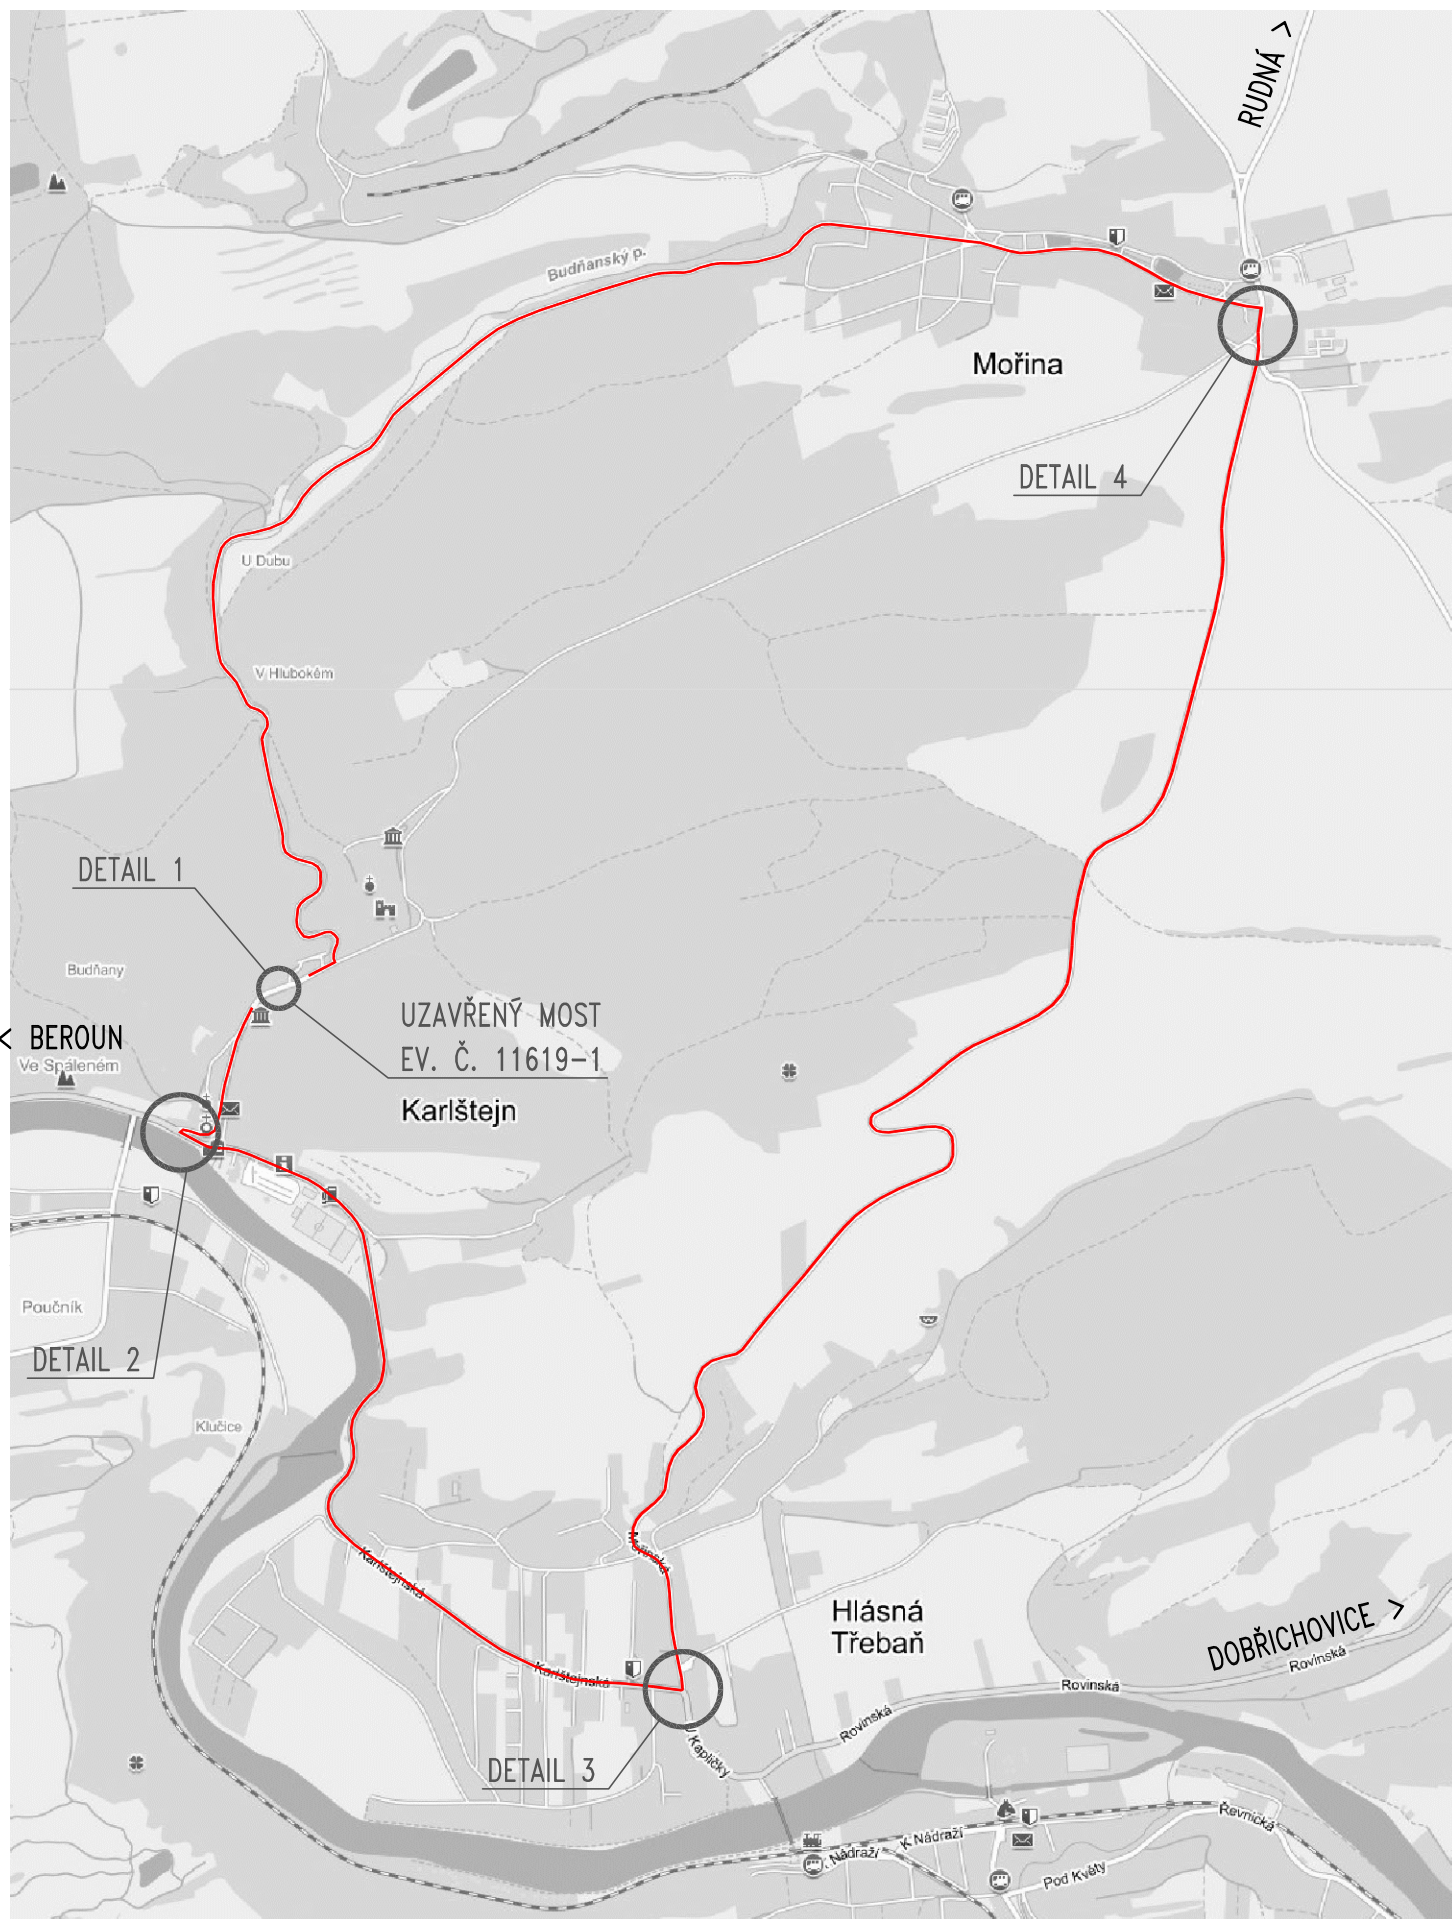 RUDNÁ >
Budňanský p.
Mořina
DETAIL 4
U Dubu
V Hlubokém
DETAIL 1
Budňany
UZAVŘENÝ MOST
EV. Č. 11619-1
< BEROUN
Ve Spáleném
Karlštejn
Poučník
DETAIL 2
Klučice
Mořinská
Karlštejnská
Hlásná
Třebaň
DOBŘICHOVICE >
Karlštejnská
Rovinská
Rovinská
Rovinská
U Kapličky
DETAIL 3
Řevnická
K Nádraží
Nádraží
Pod Květy